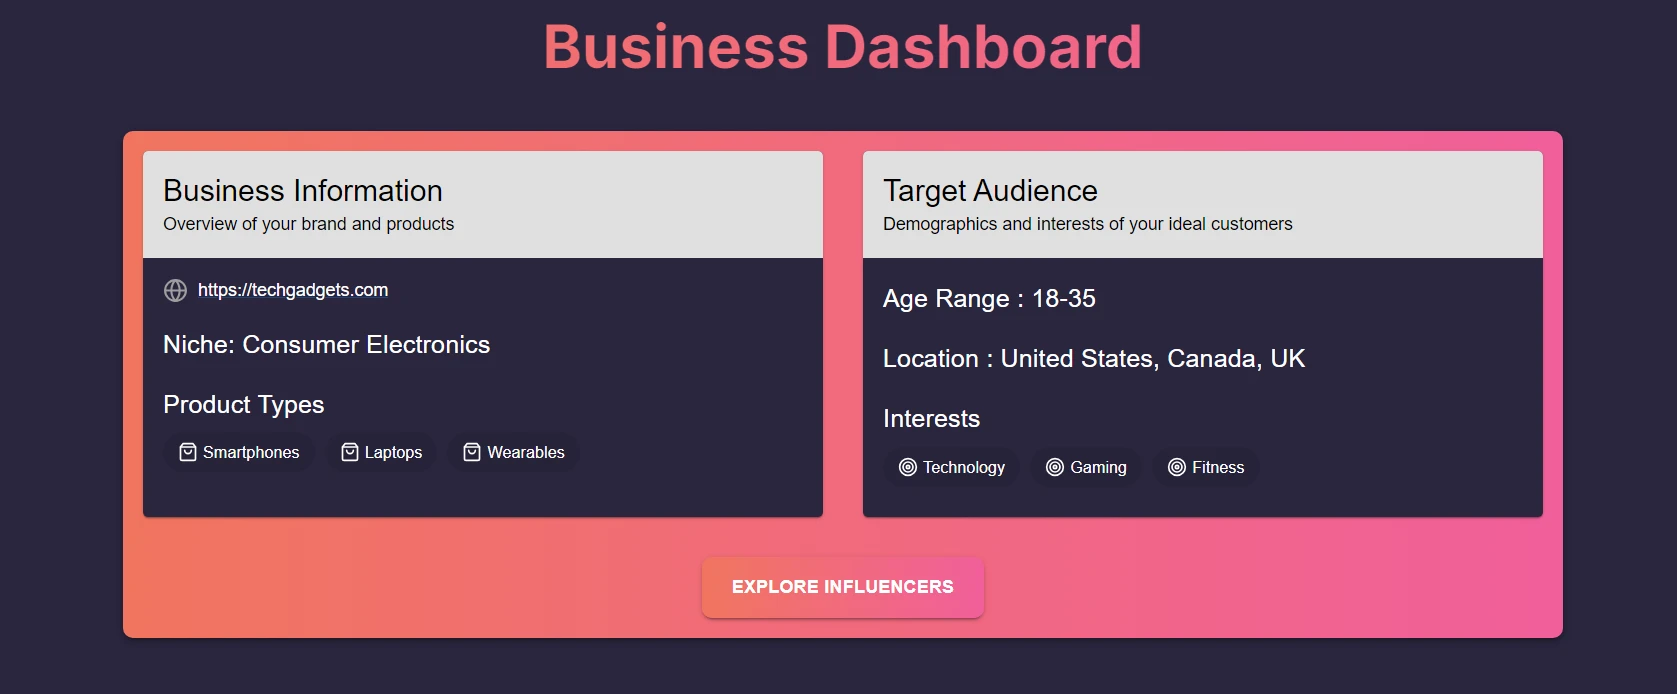 Business Dashboard
Business Information
Overview of your brand and products
https://techgadgets.com
Niche: Consumer Electronics
Product Types
Smartphones Laptops Wearables
Target Audience
Demographics and interests of your ideal customers
Age Range : 18-35
Location : United States, Canada, UK
Interests
Technology Gaming Fitness
EXPLORE INFLUENCERS